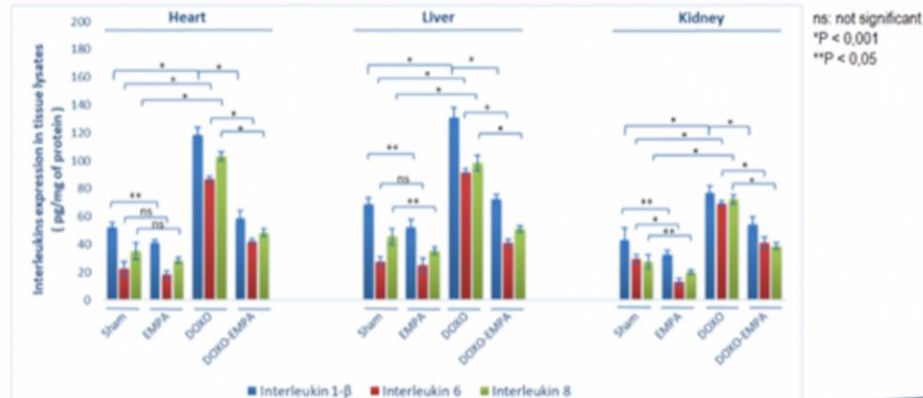 Heart
Liver
Kidney
ns: not significant
*P < 0,001
**P < 0,05
Interleukins expression in tissue lysates
( pg/mg of protein )
200
180
160
140
120
100
80
60
40
20
0
* * * * * * * ** ns ns
* * * * * ** ns **
* * * * * ** * **
Sham
EMPA
DOXO
DOXO-EMPA
Sham
EMPA
DOXO
DOXO-EMPA
Sham
EMPA
DOXO
DOXO-EMPA
Interleukin 1-β Interleukin 6 Interleukin 8